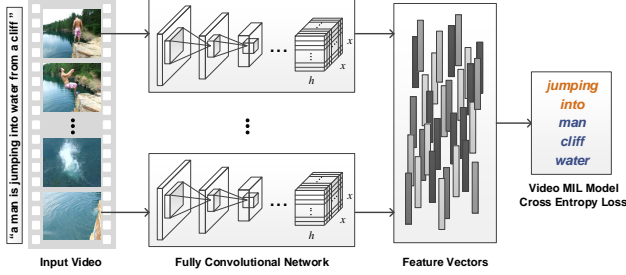 “a man is jumping into water from a cliff ”
x
x
h
x
x
h
jumping
into
man
cliff
water
Video MIL Model
Cross Entropy Loss
Input Video
Fully Convolutional Network
Feature Vectors